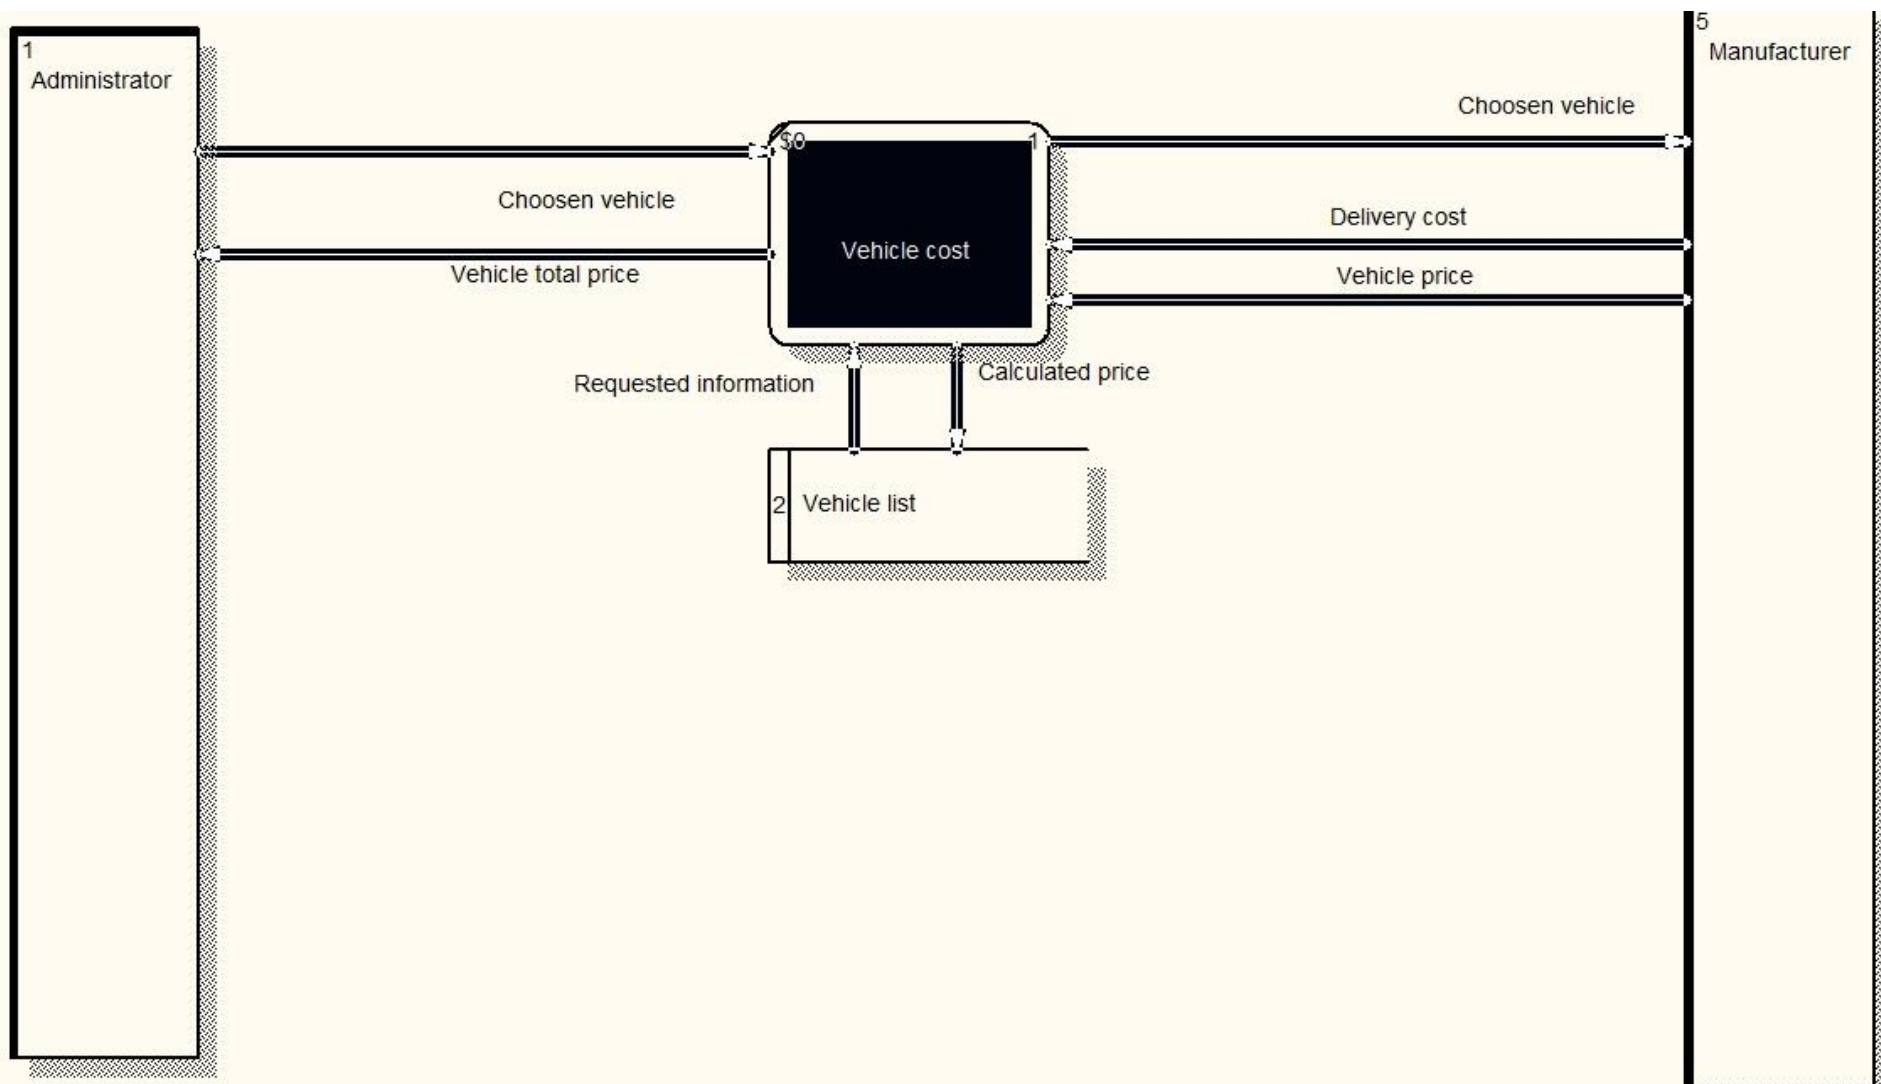 1
Administrator
5
Manufacturer
Choosen vehicle
$0
1
Choosen vehicle
Delivery cost
Vehicle cost
Vehicle total price
Vehicle price
Requested information
Calculated price
2
Vehicle list